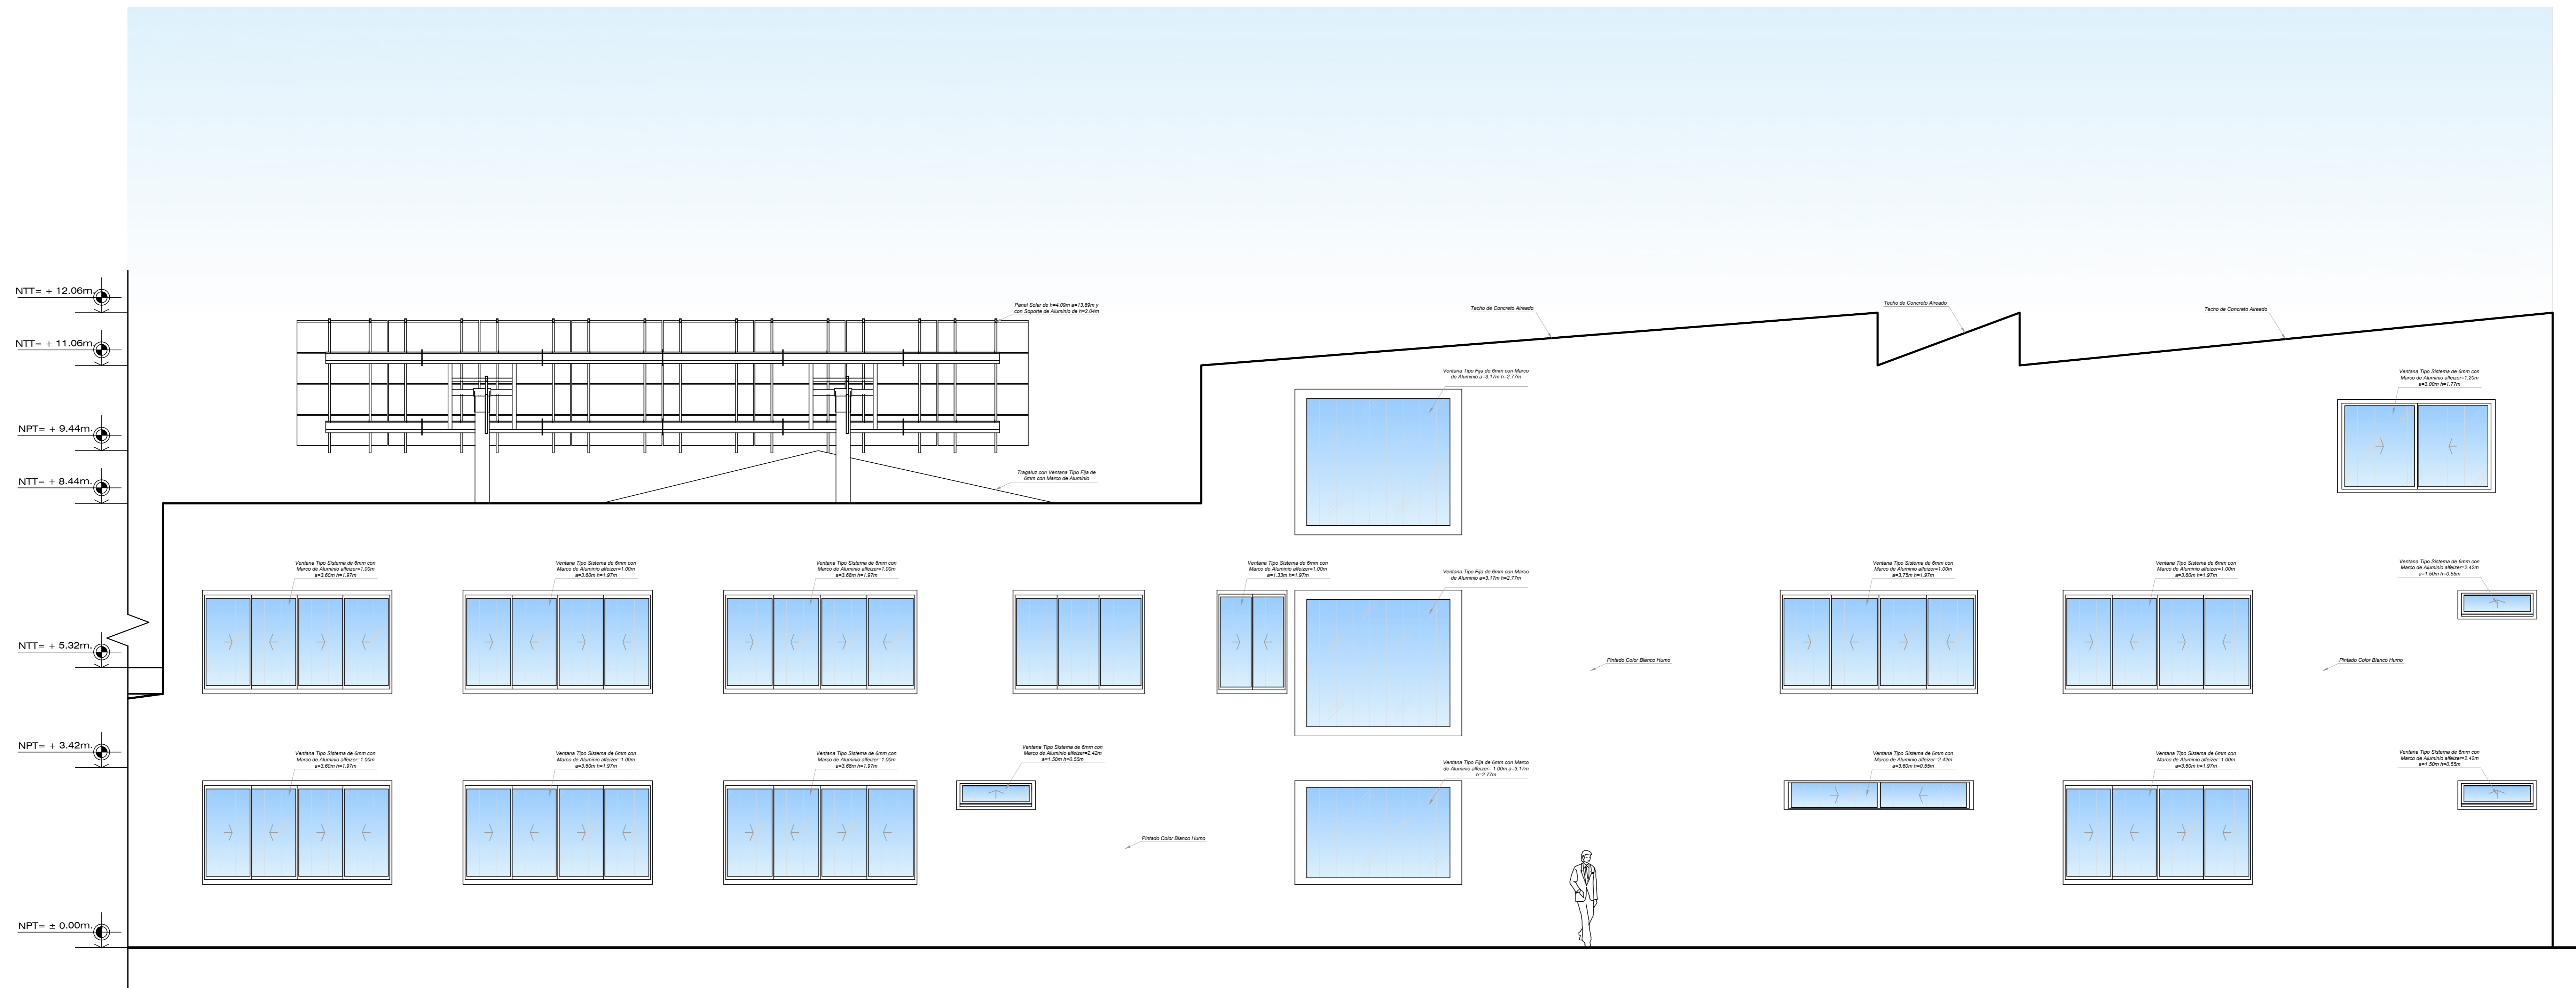 NTT= + 12.06m.
NTT= + 11.06m.
NPT= + 9.44m.
NTT= + 8.44m.
NTT= + 5.32m.
NPT= + 3.42m.
NPT= ± 0.00m.
Panel Solar de h=4.09m a=13.89m y
con Soporte de Aluminio de h=2.04m
Tragaluz con Ventana Tipo Fija de
6mm con Marco de Aluminio
Techo de Concreto Aireado
Techo de Concreto Aireado
Techo de Concreto Aireado
Ventana Tipo Fija de 6mm con Marco
de Aluminio a=3.17m h=2.77m
Ventana Tipo Sistema de 6mm con
Marco de Aluminio alfeizer=1.20m
a=3.00m h=1.77m
Ventana Tipo Sistema de 6mm con
Marco de Aluminio alfeizer=1.00m
a=3.60m h=1.97m
Ventana Tipo Sistema de 6mm con
Marco de Aluminio alfeizer=1.00m
a=3.60m h=1.97m
Ventana Tipo Sistema de 6mm con
Marco de Aluminio alfeizer=1.00m
a=3.68m h=1.97m
Ventana Tipo Sistema de 6mm con
Marco de Aluminio alfeizer=1.00m
a=1.33m h=1.97m
Ventana Tipo Fija de 6mm con Marco
de Aluminio a=3.17m h=2.77m
Ventana Tipo Sistema de 6mm con
Marco de Aluminio alfeizer=1.00m
a=3.75m h=1.97m
Ventana Tipo Sistema de 6mm con
Marco de Aluminio alfeizer=1.00m
a=3.60m h=1.97m
Ventana Tipo Sistema de 6mm con
Marco de Aluminio alfeizer=2.42m
a=1.50m h=0.55m
Pintado Color Blanco Humo
Pintado Color Blanco Humo
Ventana Tipo Sistema de 6mm con
Marco de Aluminio alfeizer=1.00m
a=3.60m h=1.97m
Ventana Tipo Sistema de 6mm con
Marco de Aluminio alfeizer=1.00m
a=3.60m h=1.97m
Ventana Tipo Sistema de 6mm con
Marco de Aluminio alfeizer=1.00m
a=3.68m h=1.97m
Ventana Tipo Sistema de 6mm con
Marco de Aluminio alfeizer=2.42m
a=1.50m h=0.55m
Ventana Tipo Fija de 6mm con Marco
de Aluminio alfeizer= 1.00m a=3.17m
h=2.77m
Ventana Tipo Sistema de 6mm con
Marco de Aluminio alfeizer=2.42m
a=3.60m h=0.55m
Ventana Tipo Sistema de 6mm con
Marco de Aluminio alfeizer=1.00m
a=3.60m h=1.97m
Ventana Tipo Sistema de 6mm con
Marco de Aluminio alfeizer=2.42m
a=1.50m h=0.55m
Pintado Color Blanco Humo